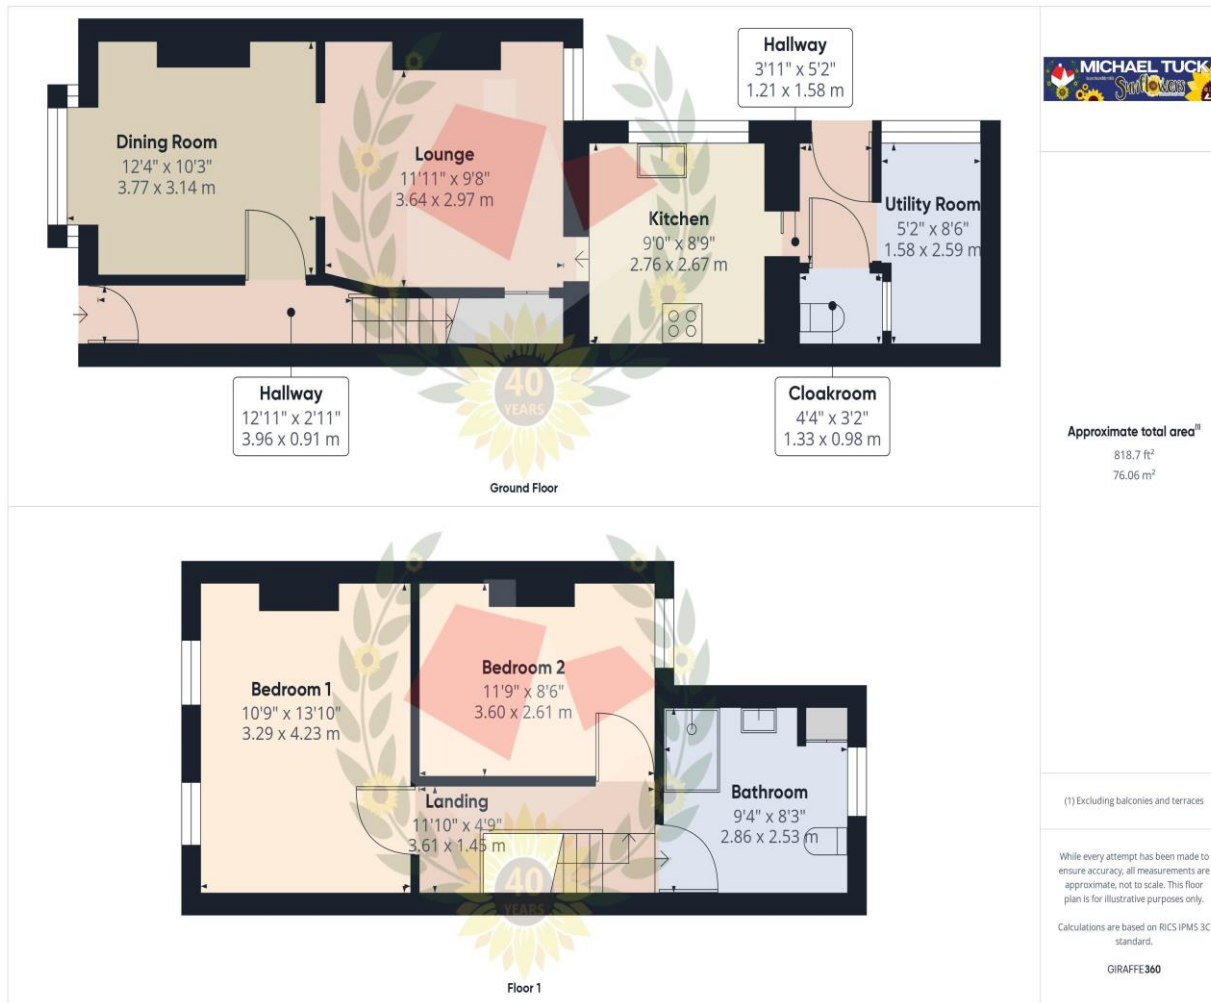 Hallway
3'11" x 5'2"
1.21 x 1.58 m
MICHAEL TUCK
Sunflowers
Dining Room
12'4" x 10'3"
3.77 x 3.14 m
Lounge
11'11" x 9'8"
3.64 x 2.97 m
Kitchen
9'0" x 8'9"
2.76 x 2.67 m
Utility Room
5'2" x 8'6"
1.58 x 2.59 m
Hallway
12'11" x 2'11"
3.96 x 0.91 m
40
YEARS
Cloakroom
4'4" x 3'2"
1.33 x 0.98 m
Ground Floor
Approximate total area(1)
818.7 ft²
76.06 m²
Bedroom 1
10'9" x 13'10"
3.29 x 4.23 m
Bedroom 2
11'9" x 8'6"
3.60 x 2.61 m
Landing
11'10" x 4'9"
3.61 x 1.45 m
Bathroom
9'4" x 8'3"
2.86 x 2.53 m
40
YEARS
Floor 1
(1) Excluding balconies and terraces
While every attempt has been made to
ensure accuracy, all measurements are
approximate, not to scale. This floor
plan is for illustrative purposes only.
Calculations are based on RICS IPMS 3C
standard.
GIRAFFE360